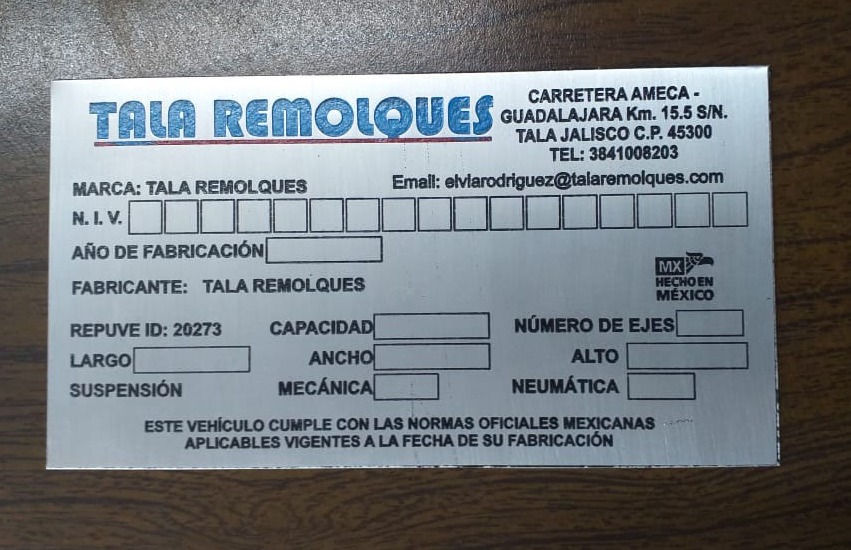 TALA REMOLQUES
CARRETERA AMECA -
GUADALAJARA Km. 15.5 S/N.
TALA JALISCO C.P. 45300
TEL: 3841008203
MARCA: TALA REMOLQUES
Email: elviarodriguez@talaremolques.com
N. I. V.
AÑO DE FABRICACIÓN
FABRICANTE: TALA REMOLQUES
MX
HECHO EN
MÉXICO
REPUVE ID: 20273 CAPACIDAD NÚMERO DE EJES
LARGO ANCHO ALTO
SUSPENSIÓN MECÁNICA NEUMÁTICA
ESTE VEHÍCULO CUMPLE CON LAS NORMAS OFICIALES MEXICANAS
APLICABLES VIGENTES A LA FECHA DE SU FABRICACIÓN